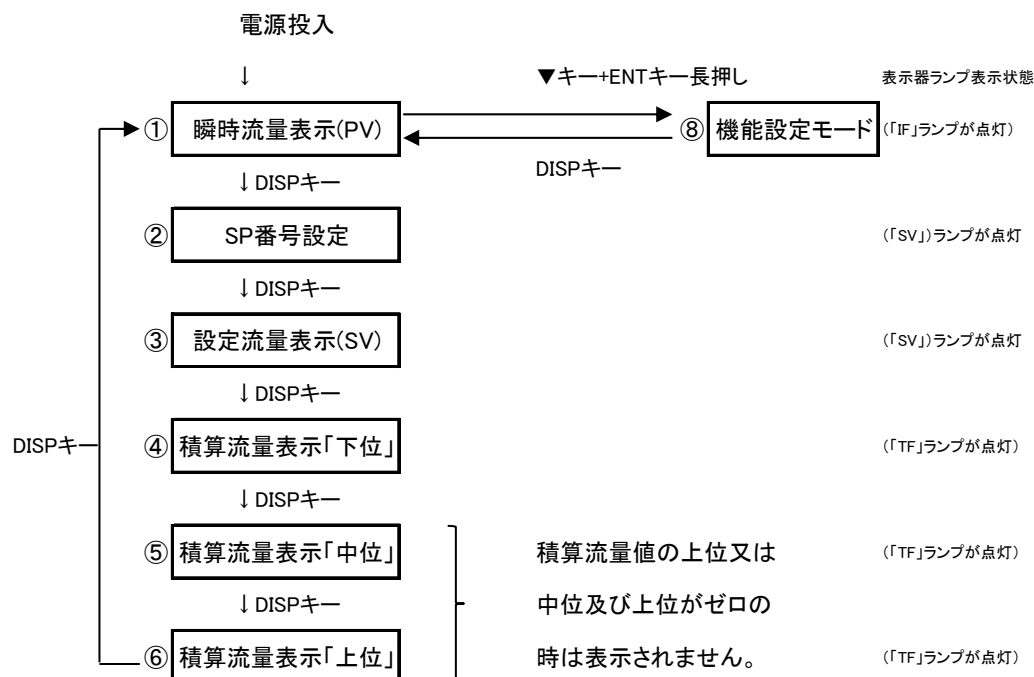 電源投入
↓ ▼キー+ENTキー長押し 表示器ランプ表示状態
① 瞬時流量表示(PV) ⑧ 機能設定モード (「IF」ランプが点灯)
↓DISPキー DISPキー
② SP番号設定 (「SV」)ランプが点灯
↓DISPキー
③ 設定流量表示(SV) (「SV」)ランプが点灯
↓DISPキー
DISPキー ④ 積算流量表示「下位」 (「TF」ランプが点灯)
↓DISPキー
⑤ 積算流量表示「中位」 積算流量値の上位又は (「TF」ランプが点灯)
↓DISPキー 中位及び上位がゼロの
⑥ 積算流量表示「上位」 時は表示されません。 (「TF」ランプが点灯)